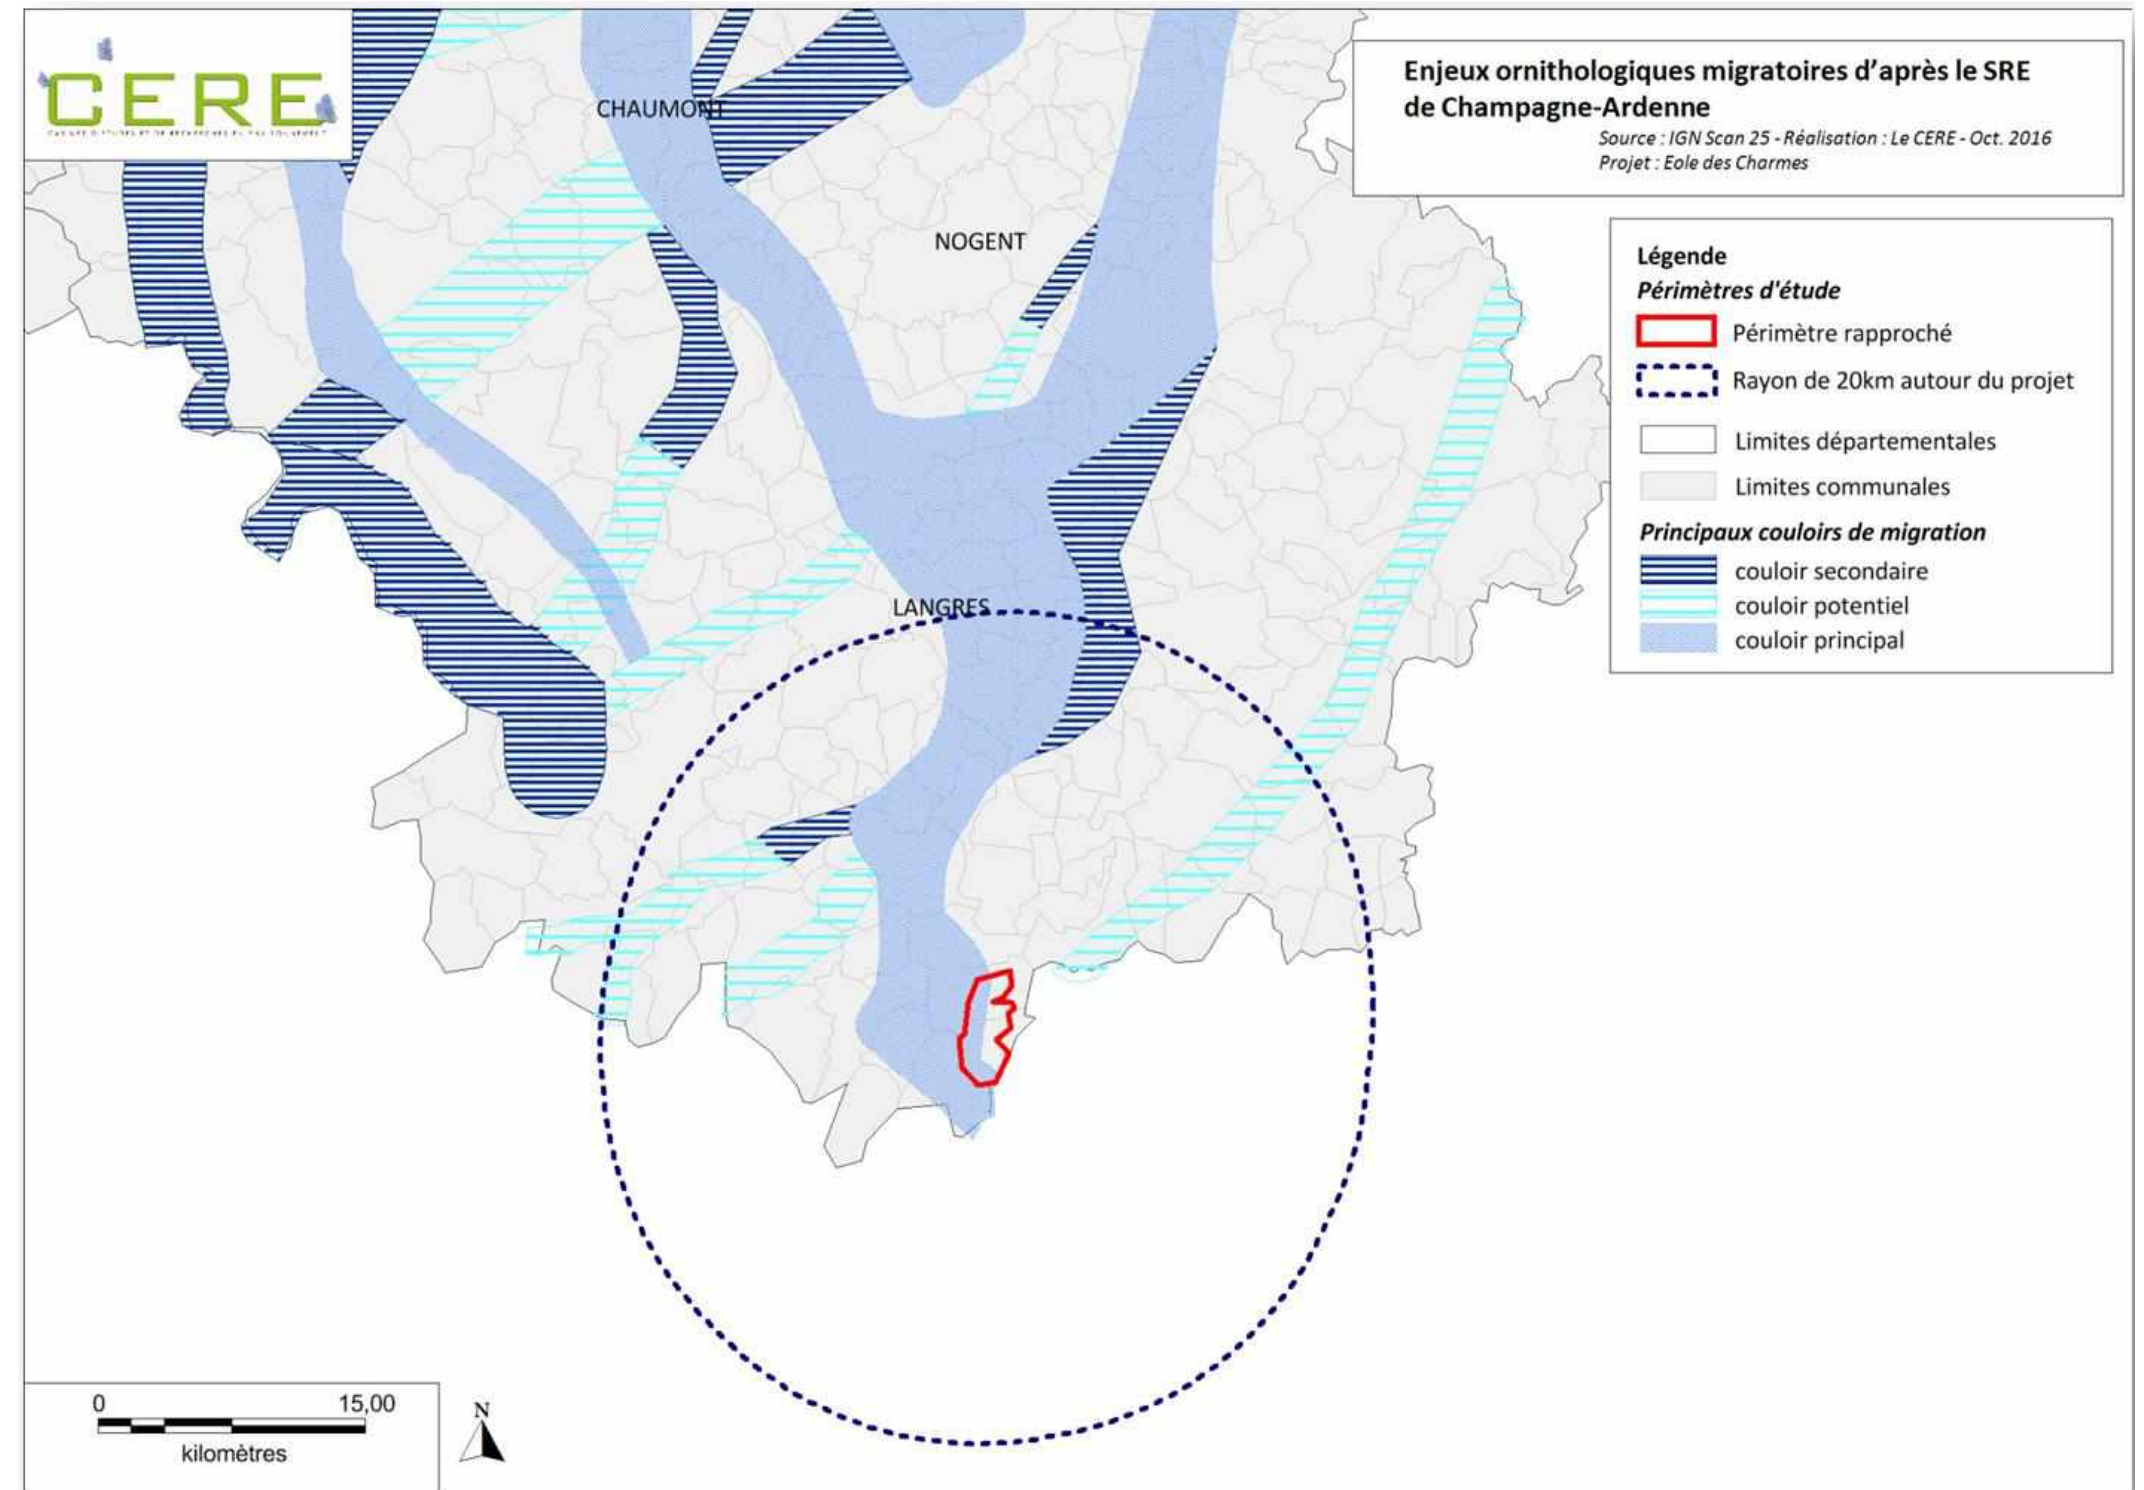 CERE
Enjeux ornithologiques migratoires d'après le SRE
de Champagne-Ardenne
Source : IGN Scan 25 - Réalisation : Le CERE - Oct. 2016
Projet : Eole des Charmes
CHAUMONT
NOGENT
LANGRES
Légende
Périmètres d'étude
Périmètre rapproché
Rayon de 20km autour du projet
Limites départementales
Limites communales
Principaux couloirs de migration
couloir secondaire
couloir potentiel
couloir principal
0 15,00
kilomètres
N